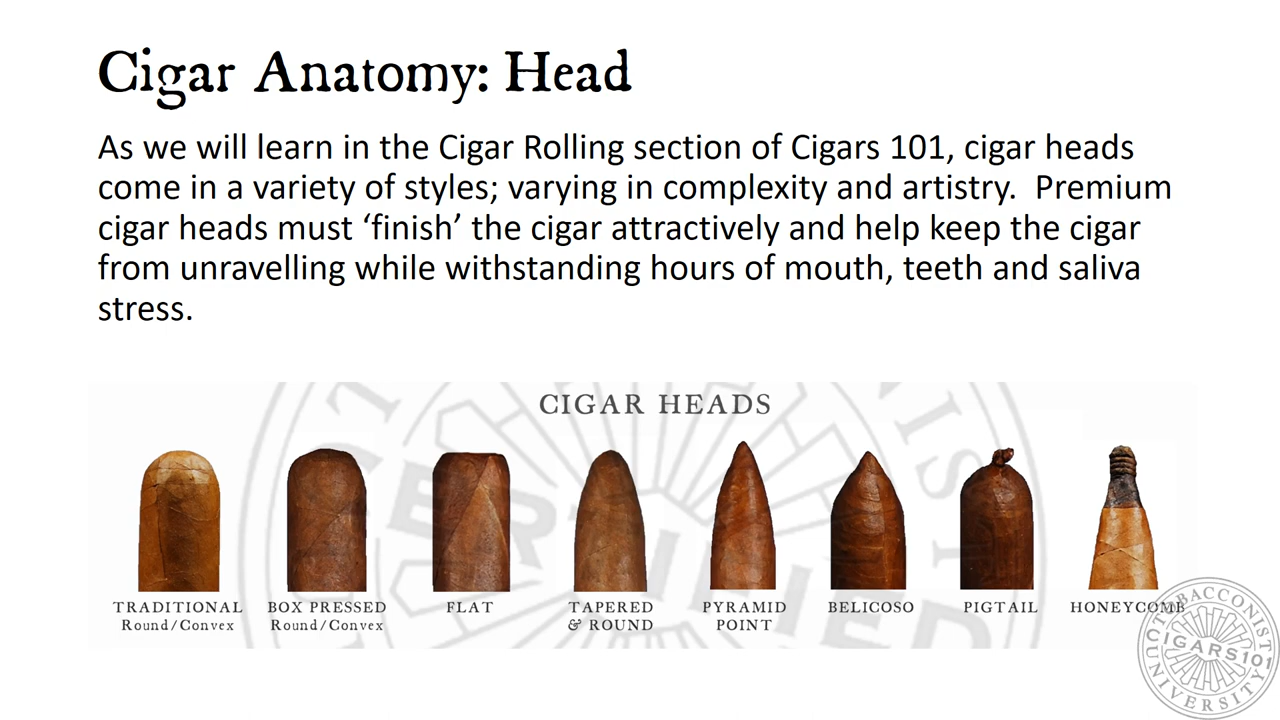 Cigar Anatomy: Head
As we will learn in the Cigar Rolling section of Cigars 101, cigar heads
come in a variety of styles; varying in complexity and artistry.  Premium
cigar heads must ‘finish’ the cigar attractively and help keep the cigar
from unravelling while withstanding hours of mouth, teeth and saliva
stress.
CIGAR HEADS
TRADITIONAL
Round/Convex
BOX PRESSED
Round/Convex
FLAT
TAPERED
& ROUND
PYRAMID
POINT
BELICOSO
PIGTAIL
HONEYCOMB
CERTIFIED
TOBACCONIST
CIGARS101
UNIVERSITY